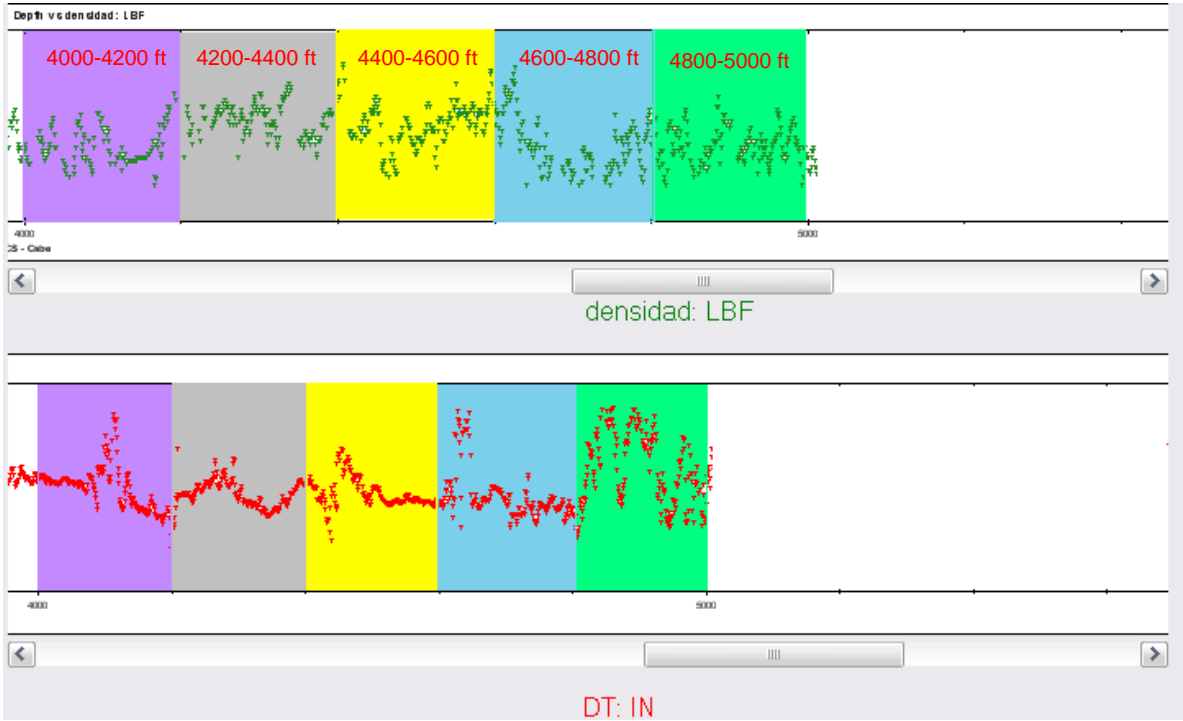 Depth vs densidad: LBF
4000-4200 ft 4200-4400 ft 4400-4600 ft 4600-4800 ft 4800-5000 ft
4000 5000
densidad: LBF
4000 5000
DT: IN